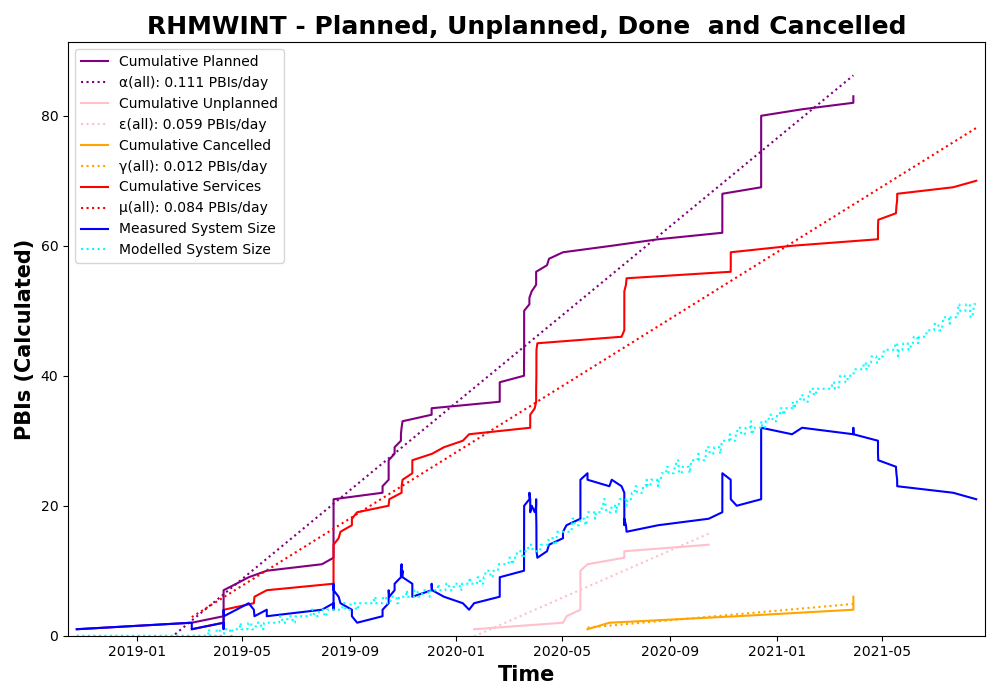 RHMWINT - Planned, Unplanned, Done  and Cancelled
Cumulative Planned
α(all): 0.111 PBIs/day
Cumulative Unplanned
ε(all): 0.059 PBIs/day
Cumulative Cancelled
γ(all): 0.012 PBIs/day
Cumulative Services
μ(all): 0.084 PBIs/day
Measured System Size
Modelled System Size
PBIs (Calculated)
80
60
40
20
0
2019-01
2019-05
2019-09
2020-01
2020-05
2020-09
2021-01
2021-05
Time